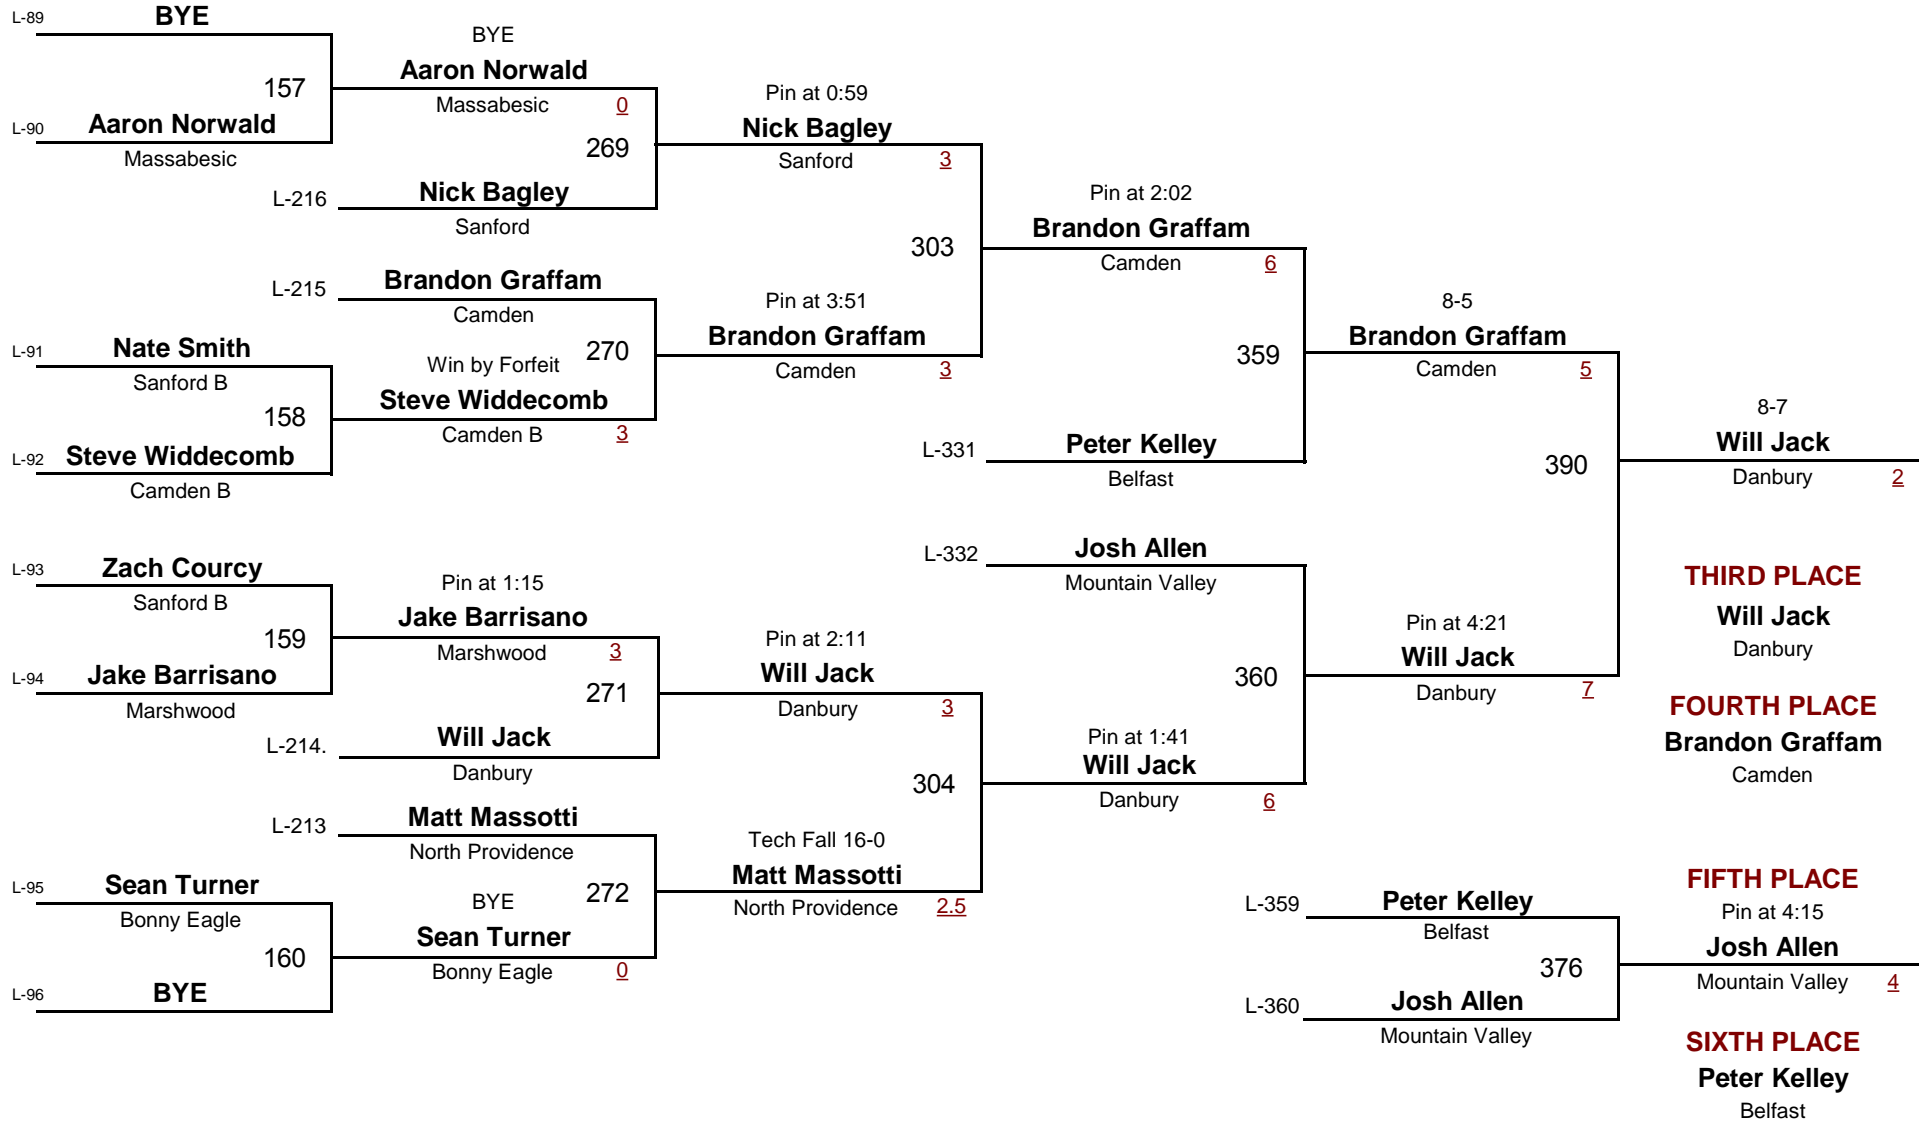 L-89 BYE
157
L-90 Aaron Norwald
Massabesic
L-91 Nate Smith
Sanford B
158
L-92 Steve Widdecomb
Camden B
L-93 Zach Courcy
Sanford B
159
L-94 Jake Barrisano
Marshwood
L-95 Sean Turner
Bonny Eagle
160
L-96 BYE
BYE
Aaron Norwald
Massabesic 0
269
L-216 Nick Bagley
Sanford
L-215 Brandon Graffam
Camden
270
Win by Forfeit
Steve Widdecomb
Camden B 3
Pin at 1:15
Jake Barrisano
Marshwood 3
271
L-214. Will Jack
Danbury
L-213 Matt Massotti
North Providence
272
BYE
Sean Turner
Bonny Eagle 0
Pin at 0:59
Nick Bagley
Sanford 3
303
Pin at 3:51
Brandon Graffam
Camden 3
Pin at 2:11
Will Jack
Danbury 3
304
Tech Fall 16-0
Matt Massotti
North Providence 2.5
Pin at 2:02
Brandon Graffam
Camden 6
359
L-331 Peter Kelley
Belfast
L-332 Josh Allen
Mountain Valley
360
Pin at 1:41
Will Jack
Danbury 6
8-5
Brandon Graffam
Camden 5
390
Pin at 4:21
Will Jack
Danbury 7
8-7
Will Jack
Danbury 2
THIRD PLACE
Will Jack
Danbury
FOURTH PLACE
Brandon Graffam
Camden
L-359 Peter Kelley
Belfast
376
L-360 Josh Allen
Mountain Valley
FIFTH PLACE
Pin at 4:15
Josh Allen
Mountain Valley 4
SIXTH PLACE
Peter Kelley
Belfast